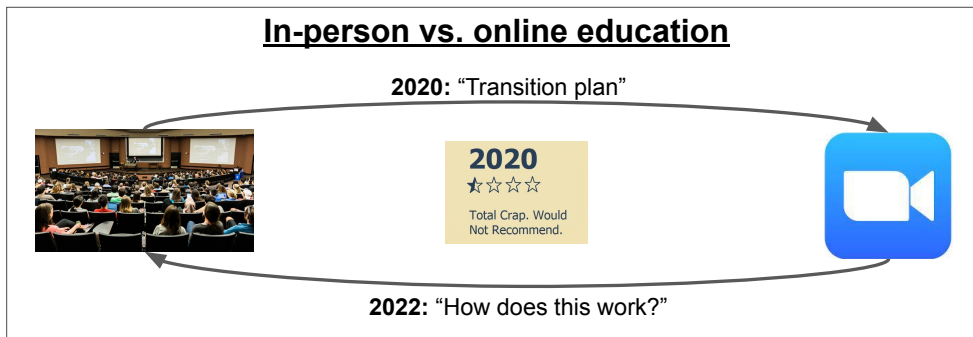 In-person vs. online education
2020: “Transition plan”
2020
Total Crap. Would
Not Recommend.
2022: “How does this work?”